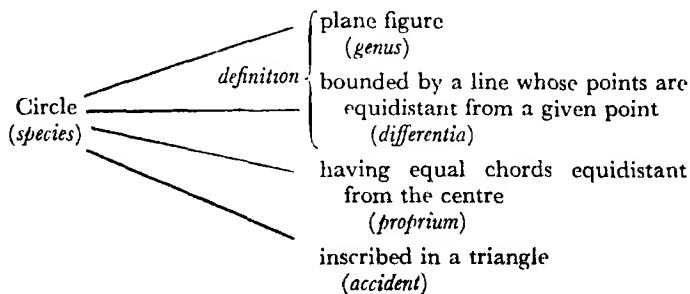 plane figure
(genus)
definition
bounded by a line whose points are
equidistant from a given point
(differentia)
Circle
(species)
having equal chords equidistant
from the centre
(proprium)
inscribed in a triangle
(accident)